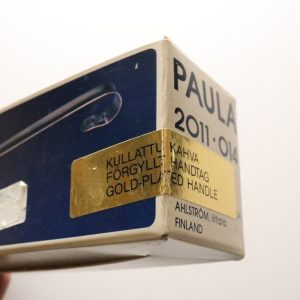 PAULA
2011-014
KULLATTU KAHVA
FÖRGYLLT HANDTAG
GOLD-PLATED HANDLE
AHLSTRÖM, iittala
FINLAND